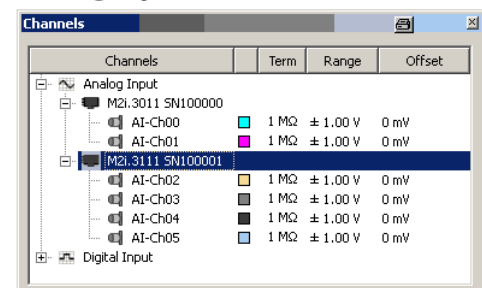 Channels
Channels Term Range Offset
Analog Input
M2i.3011 SN100000
AI-Ch00 1 MΩ ± 1.00 V 0 mV
AI-Ch01 1 MΩ ± 1.00 V 0 mV
M2i.3111 SN100001
AI-Ch02 1 MΩ ± 1.00 V 0 mV
AI-Ch03 1 MΩ ± 1.00 V 0 mV
AI-Ch04 1 MΩ ± 1.00 V 0 mV
AI-Ch05 1 MΩ ± 1.00 V 0 mV
Digital Input